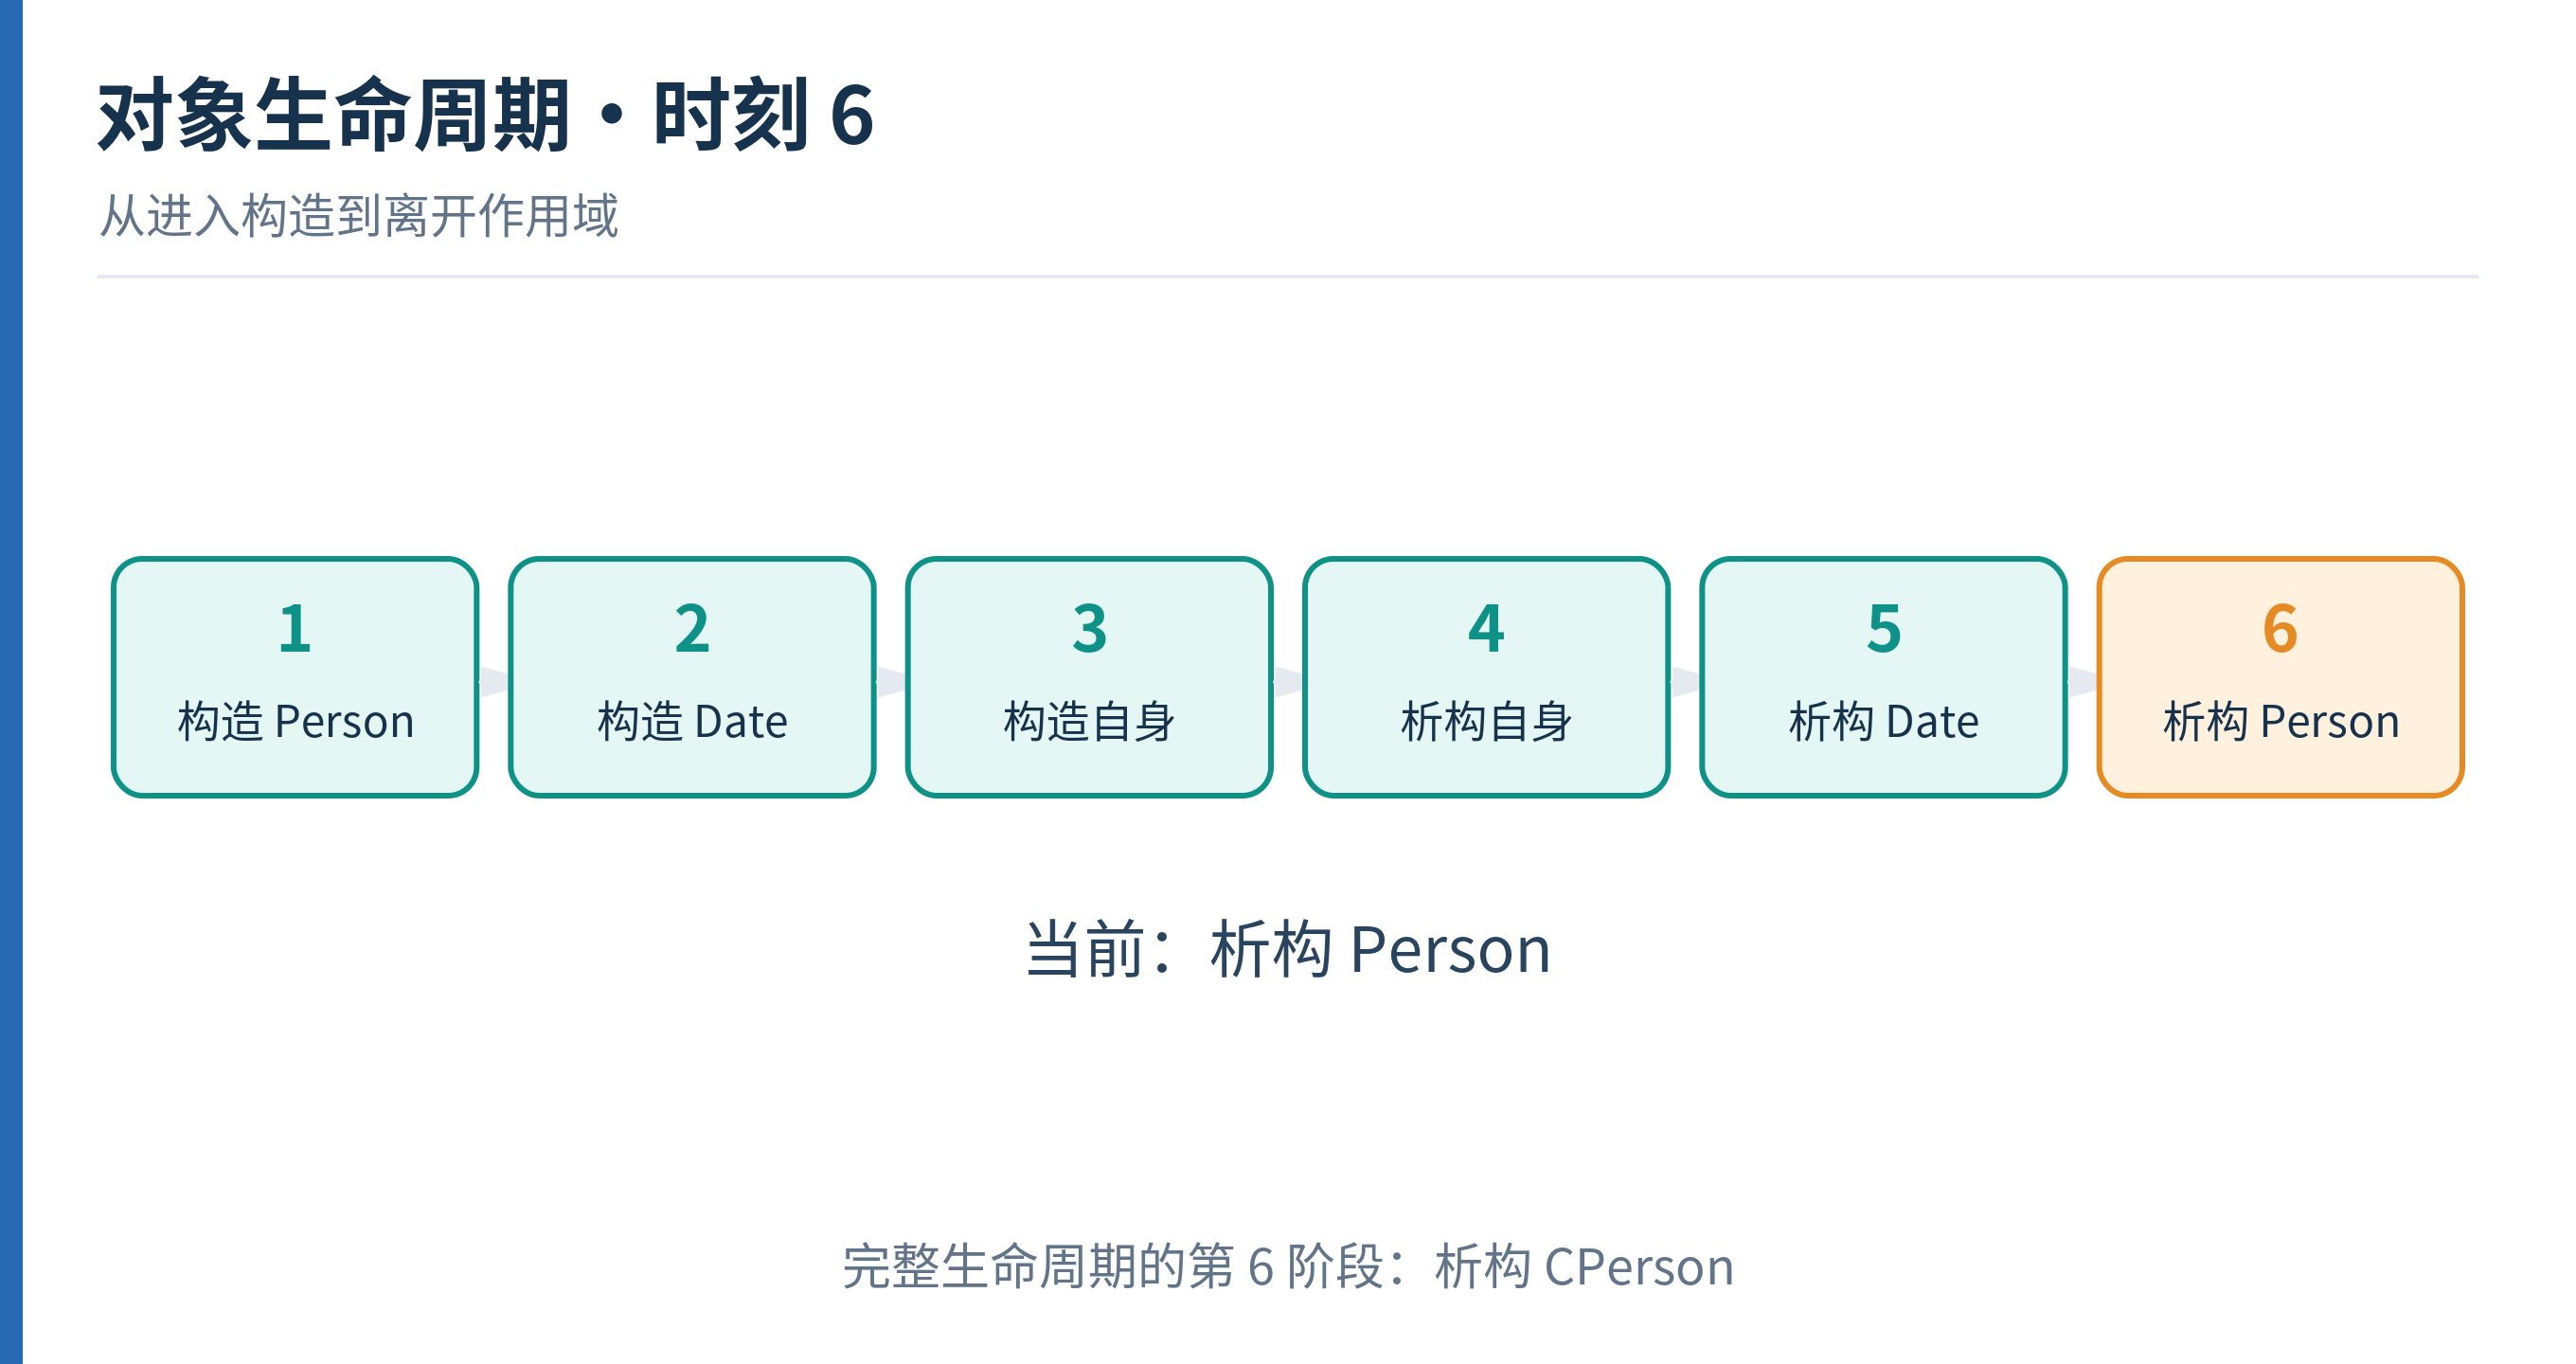 对象生命周期·时刻 6
从进入构造到离开作用域
1
构造 Person
2
构造 Date
3
构造自身
4
析构自身
5
析构 Date
6
析构 Person
当前：析构 Person
完整生命周期的第 6 阶段：析构 CPerson